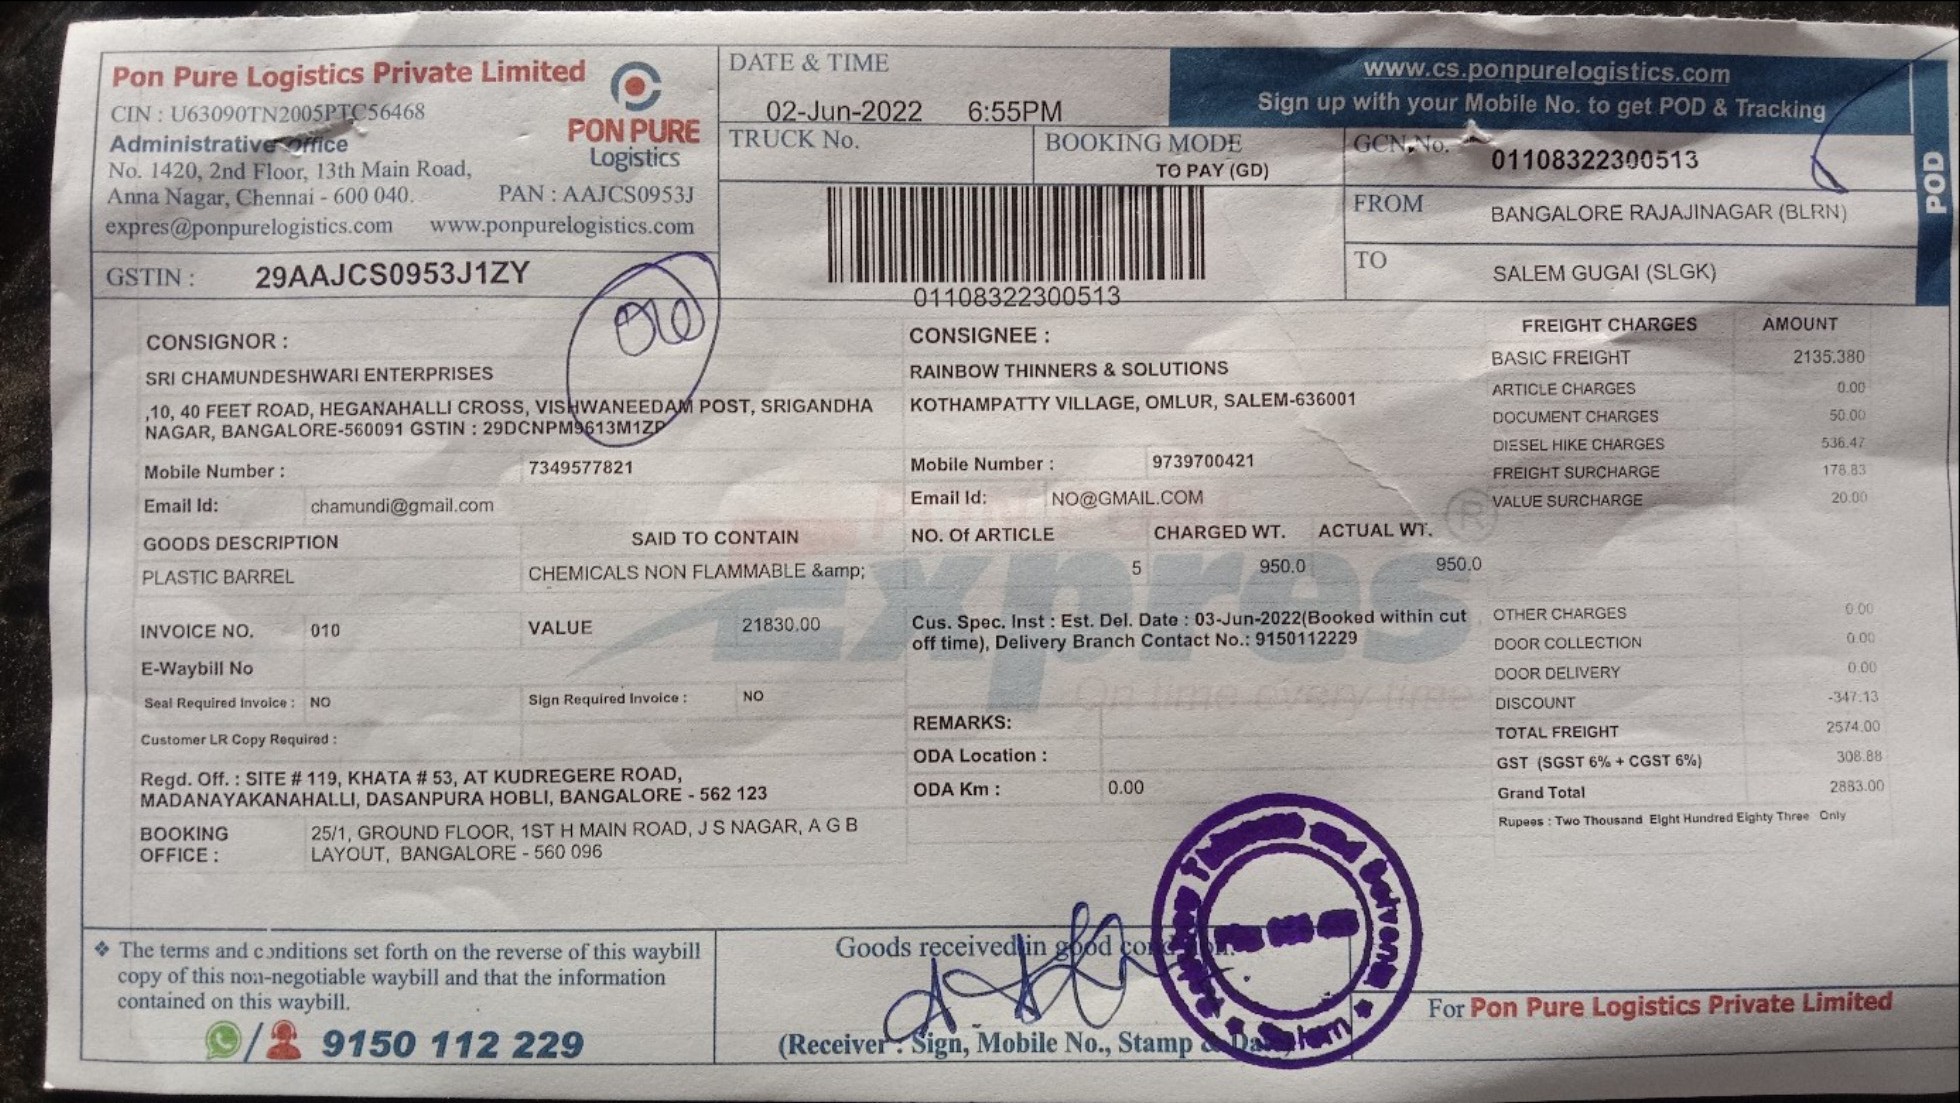 Pon Pure Logistics Private Limited
CIN : U63090TN2005PTC56468
Administrative Office
No. 1420, 2nd Floor, 13th Main Road,
Anna Nagar, Chennai - 600 040. PAN : AAJCS0953J
expres@ponpurelogistics.com www.ponpurelogistics.com
PON PURE
Logistics
GSTIN : 29AAJCS0953J1ZY
DATE & TIME
02-Jun-2022 6:55PM
TRUCK No.
BOOKING MODE
TO PAY (GD)
01108322300513
www.cs.ponpurelogistics.com
Sign up with your Mobile No. to get POD & Tracking
GCN No. 01108322300513
FROM BANGALORE RAJAJINAGAR (BLRN)
TO SALEM GUGAI (SLGK)
POD
CONSIGNOR :
SRI CHAMUNDESHWARI ENTERPRISES
,10, 40 FEET ROAD, HEGANAHALLI CROSS, VISHWANEEDAM POST, SRIGANDHA
NAGAR, BANGALORE-560091 GSTIN : 29DCNPM9613M1ZP
Mobile Number : 7349577821
Email Id: chamundi@gmail.com
GOODS DESCRIPTION SAID TO CONTAIN
PLASTIC BARREL CHEMICALS NON FLAMMABLE &amp;
INVOICE NO. 010 VALUE 21830.00
E-Waybill No
Seal Required Invoice : NO Sign Required Invoice : NO
Customer LR Copy Required :
Regd. Off. : SITE # 119, KHATA # 53, AT KUDREGERE ROAD,
MADANAYAKANAHALLI, DASANPURA HOBLI, BANGALORE - 562 123
BOOKING OFFICE : 25/1, GROUND FLOOR, 1ST H MAIN ROAD, J S NAGAR, A G B
LAYOUT, BANGALORE - 560 096
CONSIGNEE :
RAINBOW THINNERS & SOLUTIONS
KOTHAMPATTY VILLAGE, OMLUR, SALEM-636001
Mobile Number : 9739700421
Email Id: NO@GMAIL.COM
NO. Of ARTICLE CHARGED WT. ACTUAL WT.
5 950.0 950.0
Cus. Spec. Inst : Est. Del. Date : 03-Jun-2022(Booked within cut
off time), Delivery Branch Contact No.: 9150112229
Expres
On time every time
REMARKS:
ODA Location :
ODA Km : 0.00
FREIGHT CHARGES AMOUNT
BASIC FREIGHT 2135.380
ARTICLE CHARGES 0.00
DOCUMENT CHARGES 50.00
DIESEL HIKE CHARGES 536.47
FREIGHT SURCHARGE 178.83
VALUE SURCHARGE 20.00
OTHER CHARGES 0.00
DOOR COLLECTION 0.00
DOOR DELIVERY 0.00
DISCOUNT -347.13
TOTAL FREIGHT 2574.00
GST (SGST 6% + CGST 6%) 308.88
Grand Total 2883.00
Rupees : Two Thousand Eight Hundred Eighty Three Only
❖ The terms and conditions set forth on the reverse of this waybill
copy of this non-negotiable waybill and that the information
contained on this waybill.
/ 9150 112 229
Goods received in good condition.
(Receiver : Sign, Mobile No., Stamp & Date)
Salem
For Pon Pure Logistics Private Limited